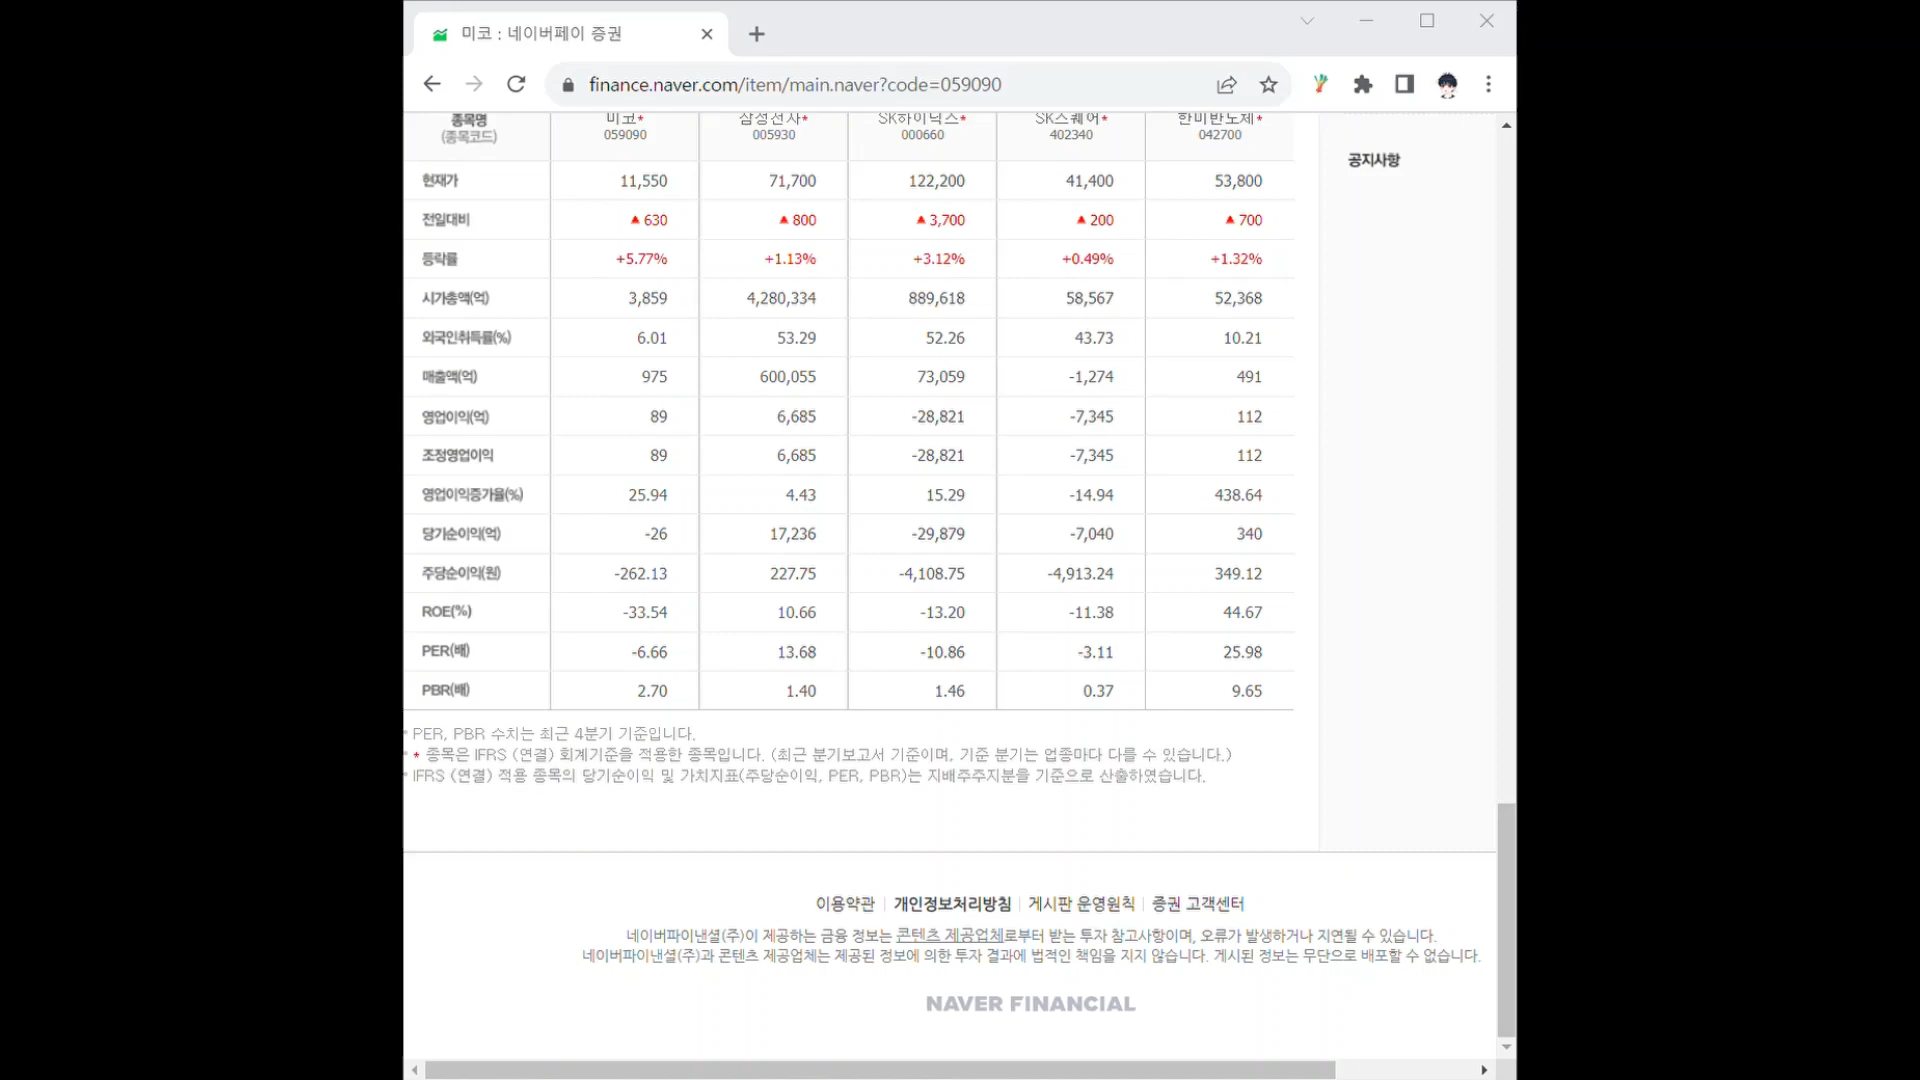 미코 : 네이버페이 증권
finance.naver.com/item/main.naver?code=059090
종목명 미코* 삼성전자* SK하이닉스* SK스퀘어* 한미반도체*
(종목코드) 059090 005930 000660 402340 042700
공지사항
현재가 11,550 71,700 122,200 41,400 53,800
전일대비 ▲630 ▲800 ▲3,700 ▲200 ▲700
등락률 +5.77% +1.13% +3.12% +0.49% +1.32%
시가총액(억) 3,859 4,280,334 889,618 58,567 52,368
외국인취득률(%) 6.01 53.29 52.26 43.73 10.21
매출액(억) 975 600,055 73,059 -1,274 491
영업이익(억) 89 6,685 -28,821 -7,345 112
조정영업이익 89 6,685 -28,821 -7,345 112
영업이익증가율(%) 25.94 4.43 15.29 -14.94 438.64
당기순이익(억) -26 17,236 -29,879 -7,040 340
주당순이익(원) -262.13 227.75 -4,108.75 -4,913.24 349.12
ROE(%) -33.54 10.66 -13.20 -11.38 44.67
PER(배) -6.66 13.68 -10.86 -3.11 25.98
PBR(배) 2.70 1.40 1.46 0.37 9.65
* PER, PBR 수치는 최근 4분기 기준입니다.
* * 종목은 IFRS (연결) 회계기준을 적용한 종목입니다. (최근 분기보고서 기준이며, 기준 분기는 업종마다 다를 수 있습니다.)
* IFRS (연결) 적용 종목의 당기순이익 및 가치지표(주당순이익, PER, PBR)는 지배주주지분을 기준으로 산출하였습니다.
이용약관 | 개인정보처리방침 | 게시판 운영원칙 | 증권 고객센터
네이버파이낸셜(주)이 제공하는 금융 정보는 콘텐츠 제공업체로부터 받는 투자 참고사항이며, 오류가 발생하거나 지연될 수 있습니다.
네이버파이낸셜(주)과 콘텐츠 제공업체는 제공된 정보에 의한 투자 결과에 법적인 책임을 지지 않습니다. 게시된 정보는 무단으로 배포할 수 없습니다.
NAVER FINANCIAL